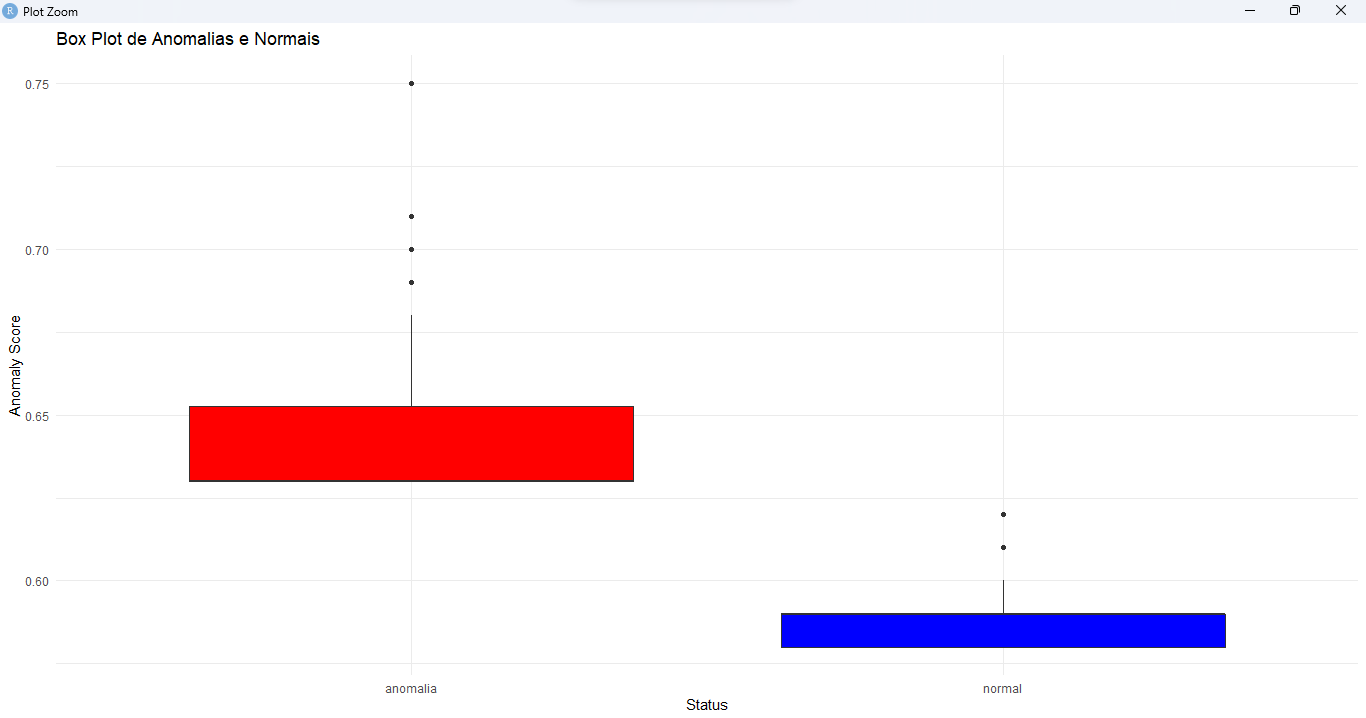 R Plot Zoom
Box Plot de Anomalias e Normais
0.75
0.70
0.65
0.60
Anomaly Score
anomalia normal
Status